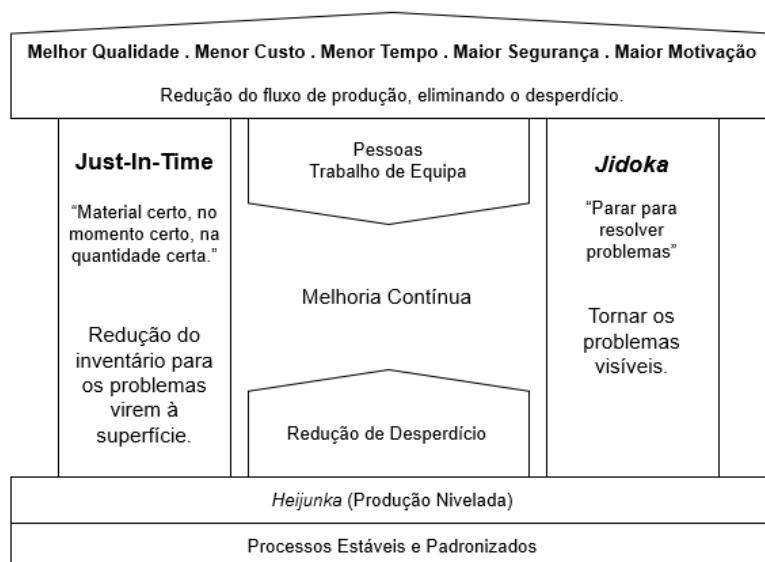 Melhor Qualidade . Menor Custo . Menor Tempo . Maior Segurança . Maior Motivação
Redução do fluxo de produção, eliminando o desperdício.
Just-In-Time
“Material certo, no
momento certo, na
quantidade certa.”
Redução do
inventário para
os problemas
virem à
superfície.
Pessoas
Trabalho de Equipa
Melhoria Contínua
Redução de Desperdício
Jidoka
“Parar para
resolver
problemas”
Tornar os
problemas
visíveis.
Heijunka (Produção Nivelada)
Processos Estáveis e Padronizados